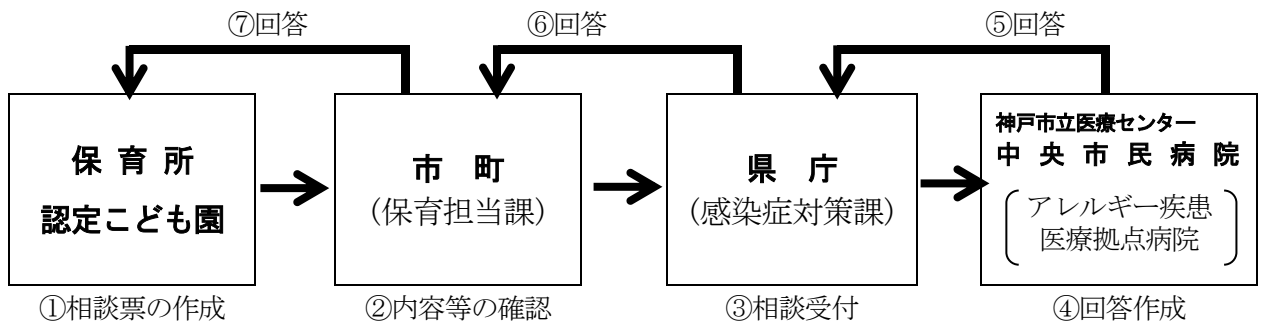 ⑦回答
⑥回答
⑤回答
保育所
認定こども園
市町
（保育担当課）
県庁
（感染症対策課）
神戸市立医療センター
中央市民病院
アレルギー疾患
医療拠点病院
①相談票の作成
②内容等の確認
③相談受付
④回答作成